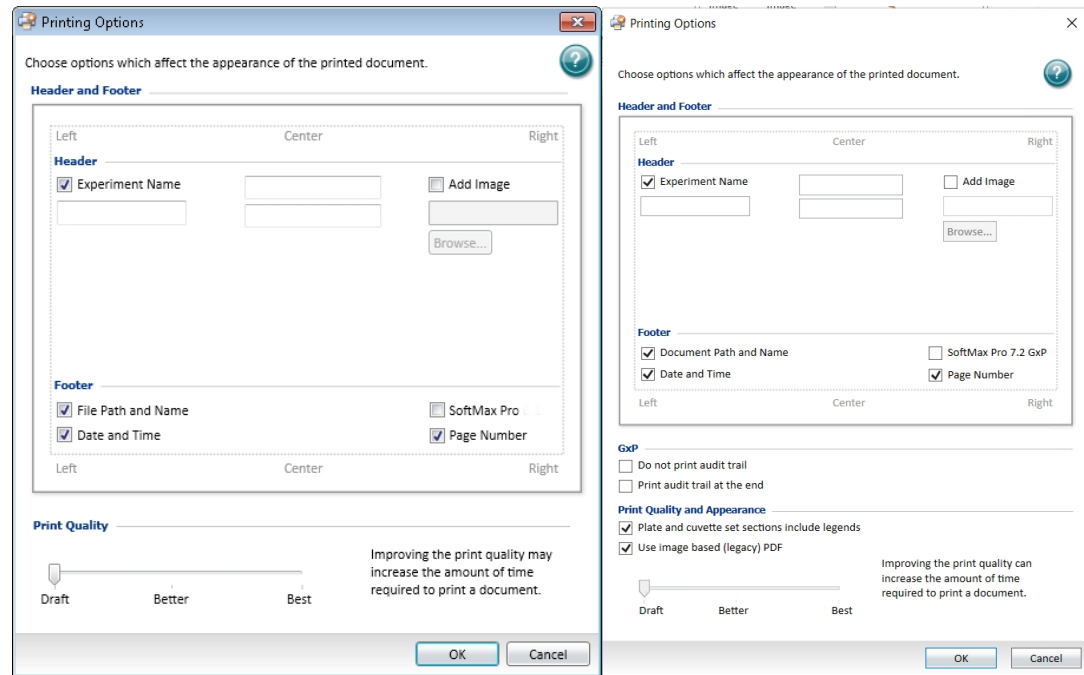 Printing Options
Choose options which affect the appearance of the printed document.
?
Header and Footer
Left Center Right
Header
Experiment Name Add Image
Browse...
Footer
File Path and Name SoftMax Pro
Date and Time Page Number
Left Center Right
Print Quality
Improving the print quality may
increase the amount of time
required to print a document.
Draft Better Best
OK Cancel
Printing Options
Choose options which affect the appearance of the printed document.
?
Header and Footer
Left Center Right
Header
Experiment Name Add Image
Browse...
Footer
Document Path and Name SoftMax Pro 7.2 GxP
Date and Time Page Number
Left Center Right
GxP
Do not print audit trail
Print audit trail at the end
Print Quality and Appearance
Plate and cuvette set sections include legends
Use image based (legacy) PDF
Improving the print quality can
increase the amount of time
required to print a document.
Draft Better Best
OK Cancel